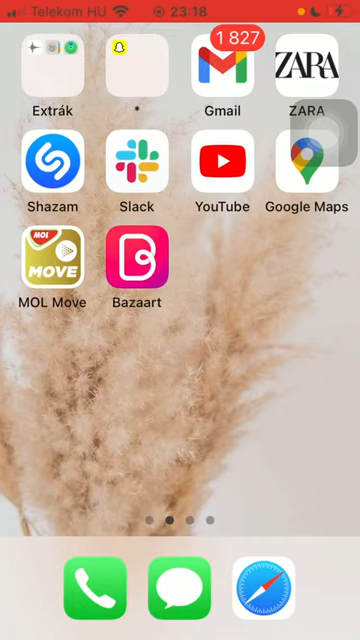 Telekom HU 23:18
1 827
ZARA
Extrák * Gmail ZARA
Shazam Slack YouTube Google Maps
MOL
MOVE
MOL Move Bazaart